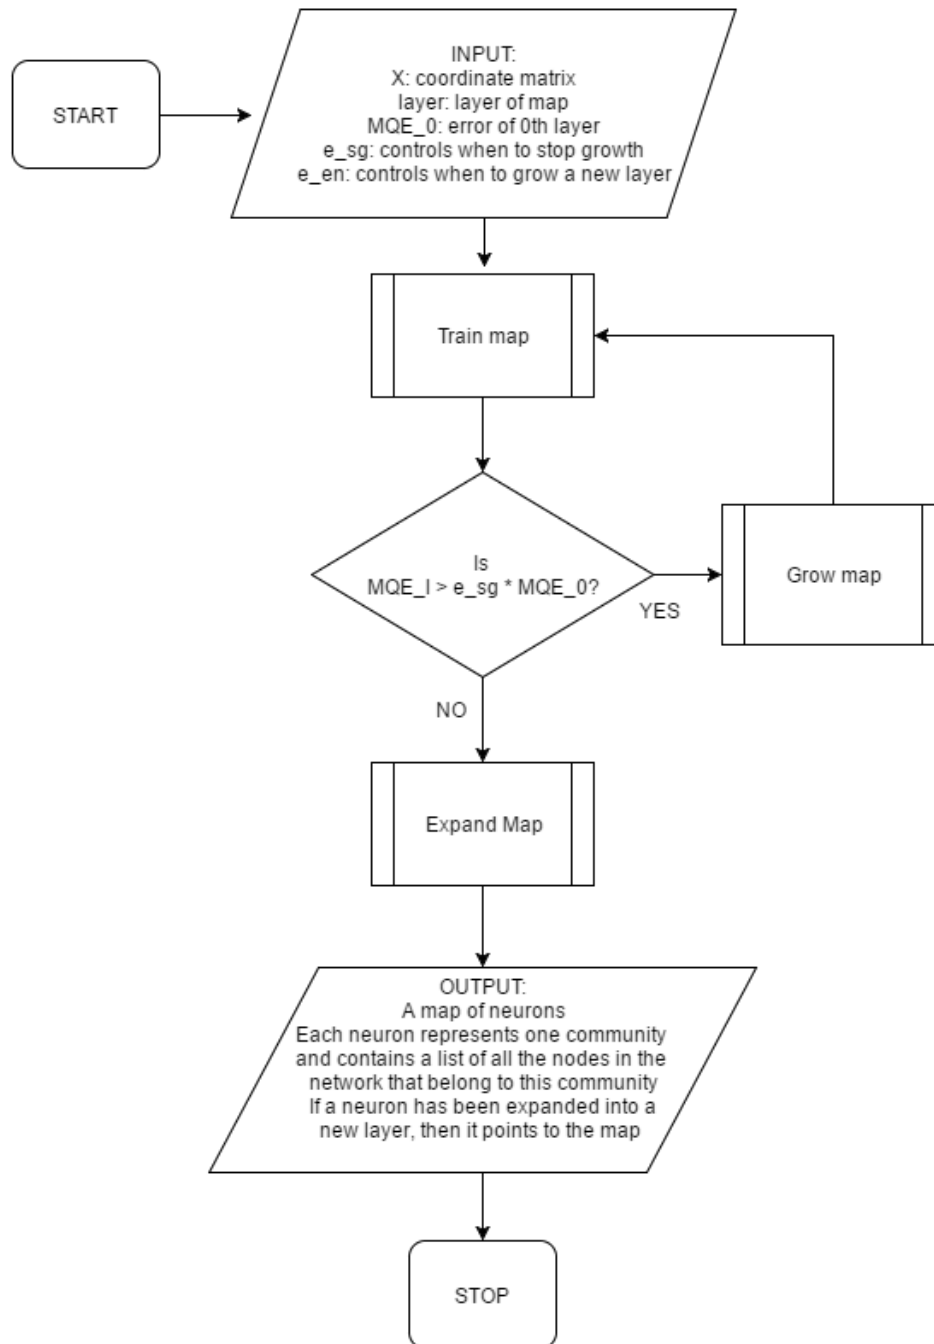 START
INPUT:
X: coordinate matrix
layer: layer of map
MQE_0: error of 0th layer
e_sg: controls when to stop growth
e_en: controls when to grow a new layer
Train map
Is
MQE_l > e_sg * MQE_0?
YES
Grow map
NO
Expand Map
OUTPUT:
A map of neurons
Each neuron represents one community
and contains a list of all the nodes in the
network that belong to this community
If a neuron has been expanded into a
new layer, then it points to the map
STOP